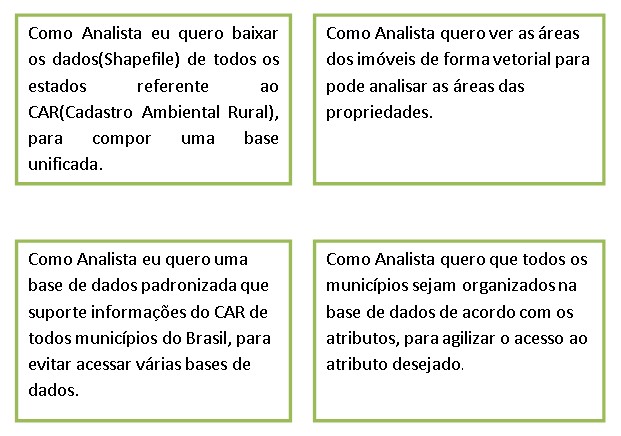 Como Analista eu quero baixar
os dados(Shapefile) de todos os
estados referente ao
CAR(Cadastro Ambiental Rural),
para compor uma base
unificada.
Como Analista quero ver as áreas
dos imóveis de forma vetorial para
pode analisar as áreas das
propriedades.
Como Analista eu quero uma
base de dados padronizada que
suporte informações do CAR de
todos municípios do Brasil, para
evitar acessar várias bases de
dados.
Como Analista quero que todos os
municípios sejam organizados na
base de dados de acordo com os
atributos, para agilizar o acesso ao
atributo desejado.